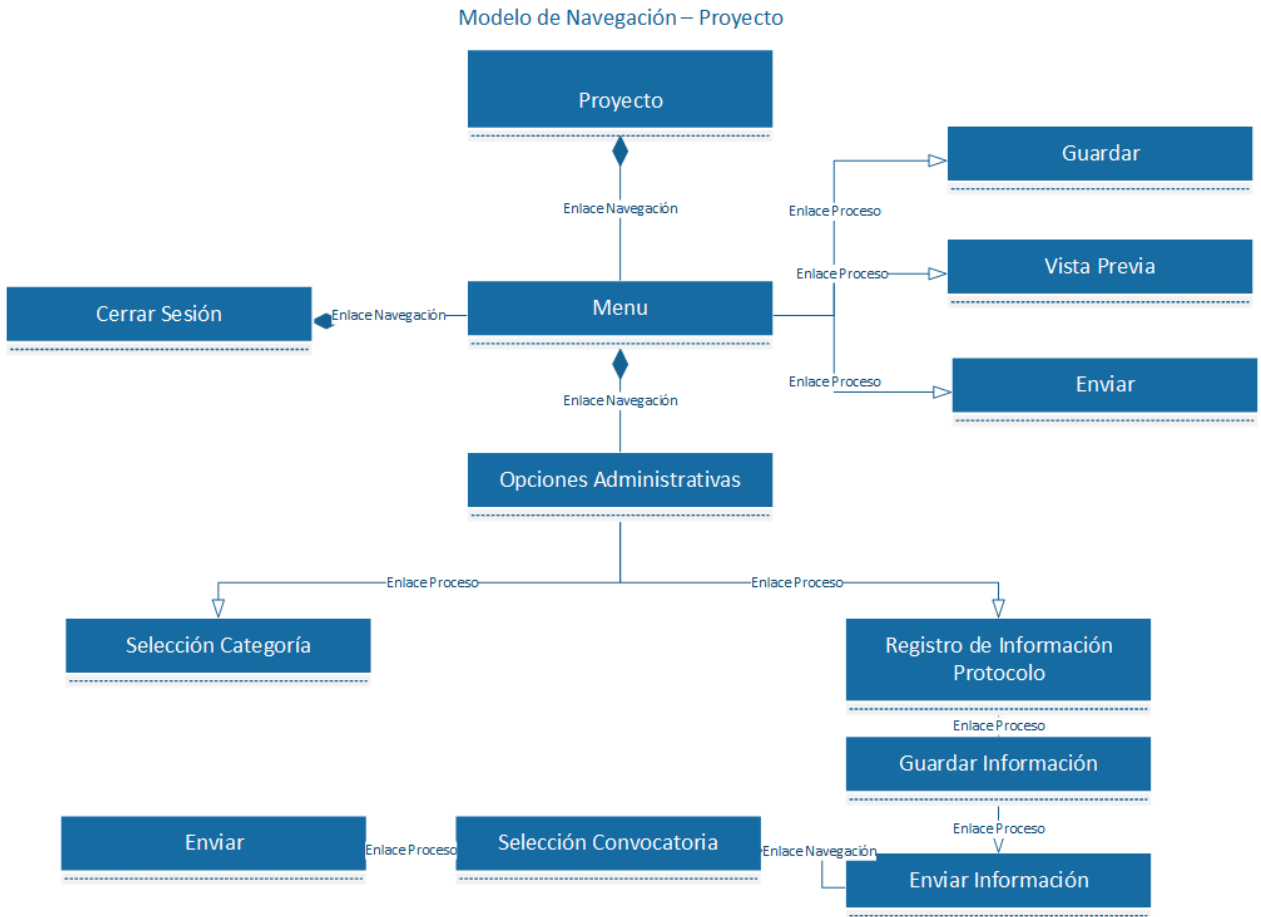 Modelo de Navegación – Proyecto
Proyecto
Guardar
Enlace Navegación
Enlace Proceso
Vista Previa
Enlace Proceso
Cerrar Sesión
Enlace Navegación
Menu
Enlace Proceso
Enviar
Enlace Navegación
Opciones Administrativas
Enlace Proceso
Enlace Proceso
Selección Categoría
Registro de Información
Protocolo
Enlace Proceso
Guardar Información
Enlace Proceso
Enviar
Enlace Proceso
Selección Convocatoria
Enlace Navegación
Enviar Información